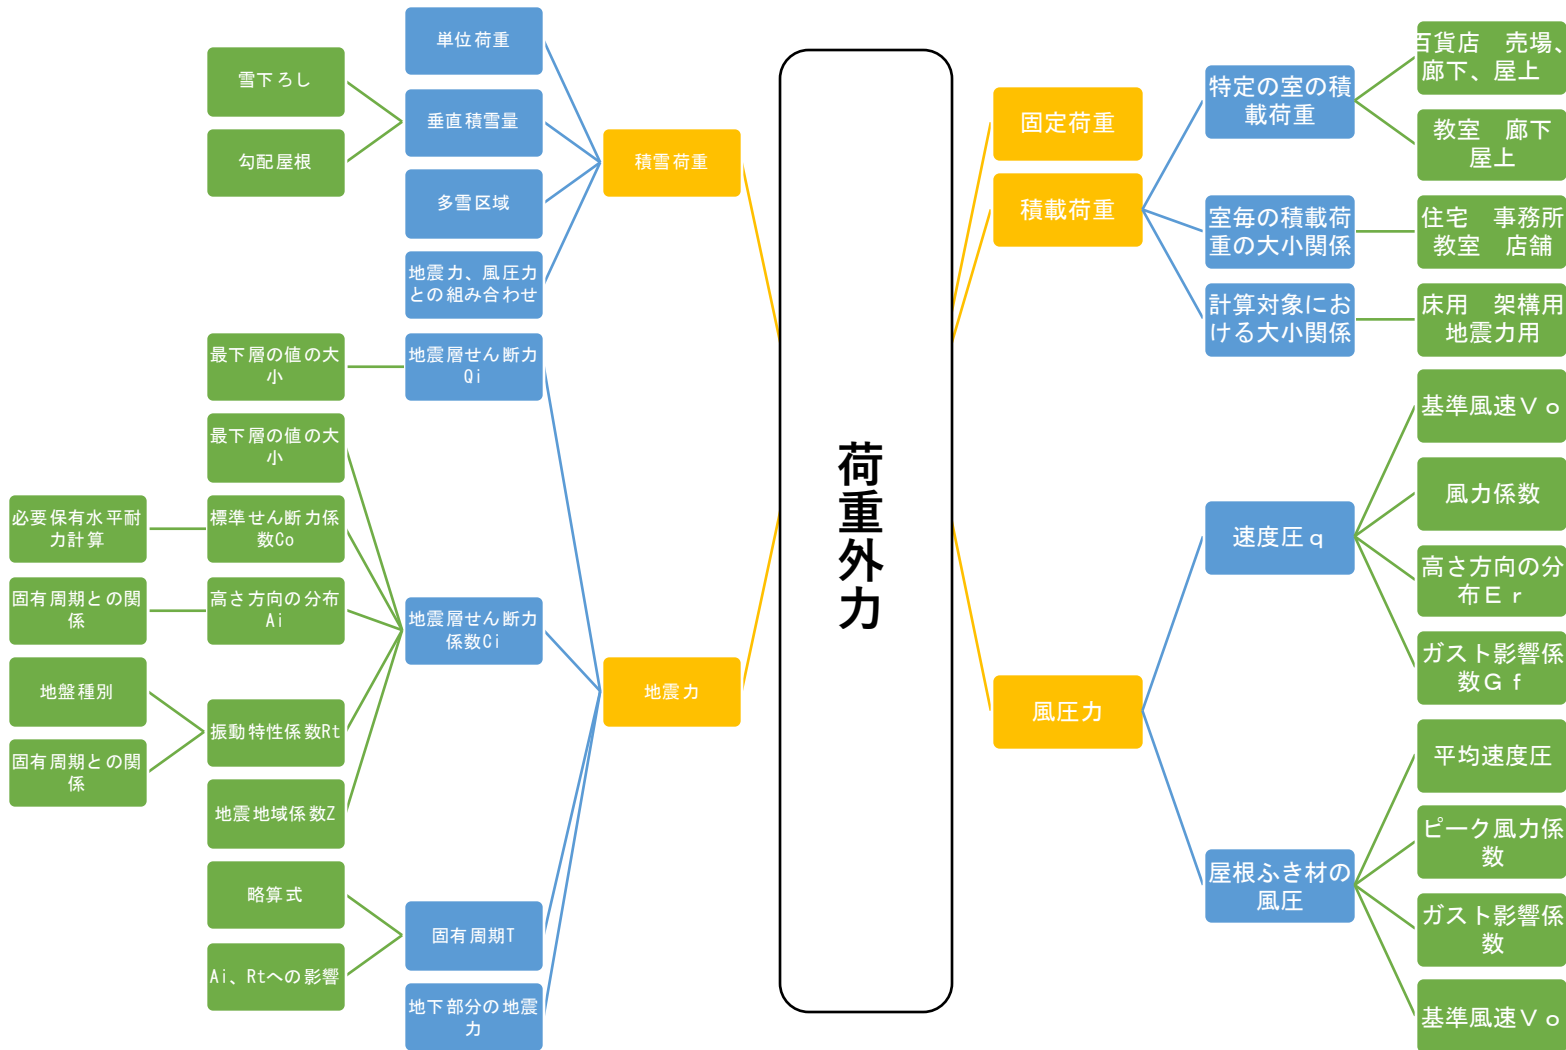 単位荷重
雪下ろし
垂直積雪量
勾配屋根
積雪荷重
多雪区域
地震力、風圧力
との組み合わせ
最下層の値の大
小
地震層せん断力
Qi
最下層の値の大
小
必要保有水平耐
力計算
標準せん断力係
数Co
固有周期との関
係
高さ方向の分布
Ai
地震層せん断力
係数Ci
地盤種別
振動特性係数Rt
固有周期との関
係
地震地域係数Z
地震力
略算式
固有周期T
Ai、Rtへの影響
地下部分の地震
力
荷重外力
固定荷重
積載荷重
特定の室の積
載荷重
百貨店　売場、
廊下、屋上
教室　廊下
屋上
室毎の積載荷
重の大小関係
住宅　事務所
教室　店舗
計算対象にお
ける大小関係
床用　架構用
地震力用
風圧力
速度圧ｑ
基準風速Ｖｏ
風力係数
高さ方向の分
布Ｅｒ
ガスト影響係
数Ｇｆ
屋根ふき材の
風圧
平均速度圧
ピーク風力係
数
ガスト影響係
数
基準風速Ｖｏ